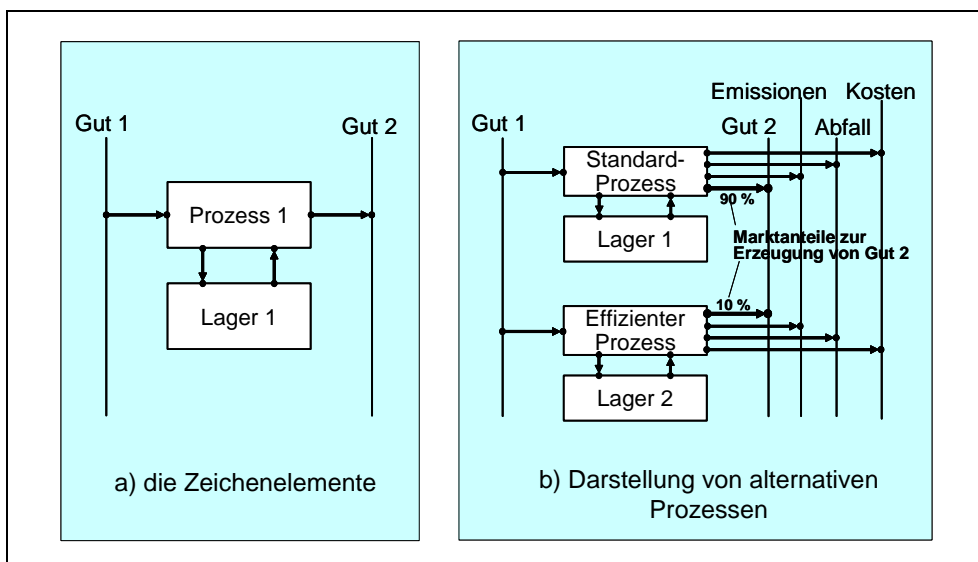 Gut 1
Gut 2
Prozess 1
Lager 1
a) die Zeichenelemente
Emissionen
Kosten
Gut 1
Gut 2
Abfall
Standard-
Prozess
90 %
Lager 1
Marktanteile zur
Erzeugung von Gut 2
10 %
Effizienter
Prozess
Lager 2
b) Darstellung von alternativen
Prozessen